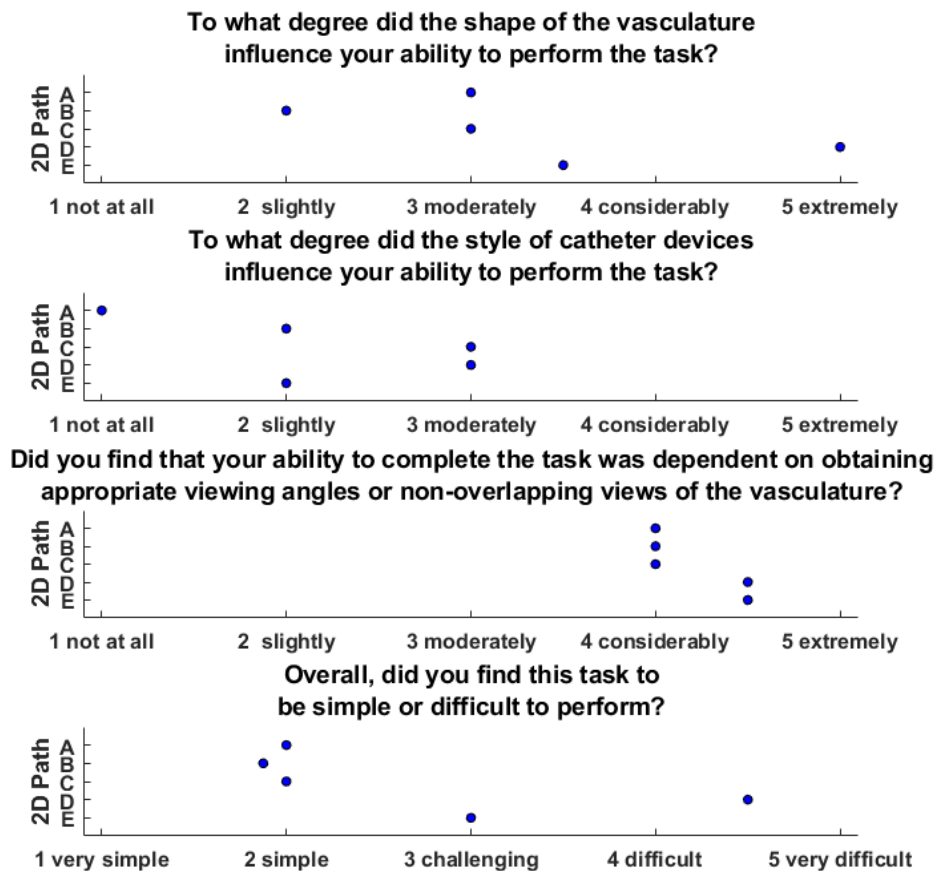 To what degree did the shape of the vasculature
influence your ability to perform the task?
2D Path
A
B
C
D
E
1 not at all 2 slightly 3 moderately 4 considerably 5 extremely
To what degree did the style of catheter devices
influence your ability to perform the task?
2D Path
A
B
C
D
E
1 not at all 2 slightly 3 moderately 4 considerably 5 extremely
Did you find that your ability to complete the task was dependent on obtaining
appropriate viewing angles or non-overlapping views of the vasculature?
2D Path
A
B
C
D
E
1 not at all 2 slightly 3 moderately 4 considerably 5 extremely
Overall, did you find this task to
be simple or difficult to perform?
2D Path
A
B
C
D
E
1 very simple 2 simple 3 challenging 4 difficult 5 very difficult